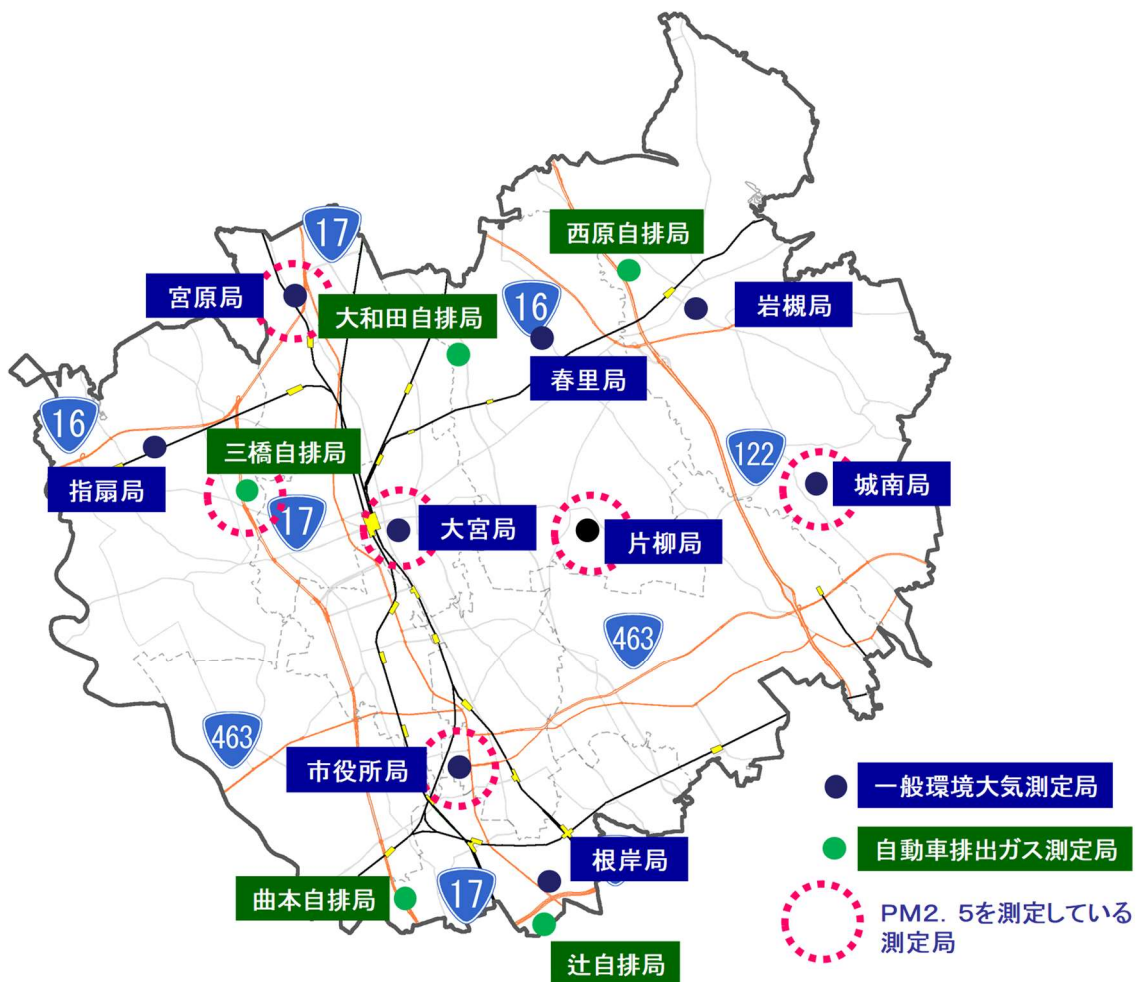 17
西原自排局
宮原局
大和田自排局
16
岩槻局
春里局
16
三橋自排局
122
指扇局
17
大宮局
片柳局
城南局
463
463
市役所局
一般環境大気測定局
自動車排出ガス測定局
根岸局
曲本自排局
17
辻自排局
PM2．5を測定している
測定局